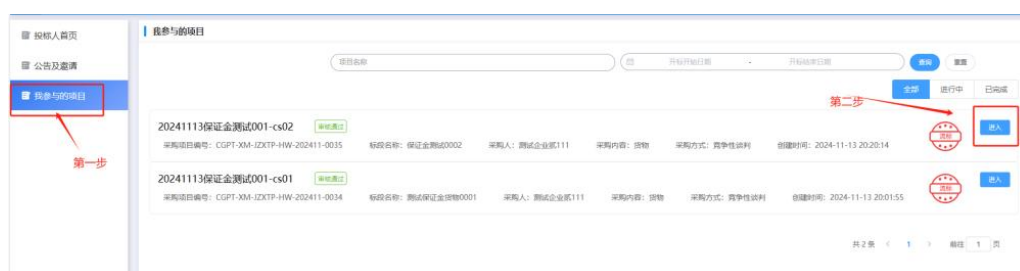 投标人首页
公告及邀请
我参与的项目
第一步
我参与的项目
项目名称
开标开始日期 - 开标结束日期
查询 重置
全部 进行中 已完成
第二步
20241113保证金测试001-cs02 审核通过
采购项目编号：CGPT-XM-JZXTP-HW-202411-0035 标段名称：保证金测试0002 采购人：测试企业贰111 采购内容：货物 采购方式：竞争性谈判 创建时间：2024-11-13 20:20:14
流标
进入
20241113保证金测试001-cs01 审核通过
采购项目编号：CGPT-XM-JZXTP-HW-202411-0034 标段名称：测试保证金货物0001 采购人：测试企业贰111 采购内容：货物 采购方式：竞争性谈判 创建时间：2024-11-13 20:01:55
流标
进入
共 2 条 < 1 > 前往 1 页